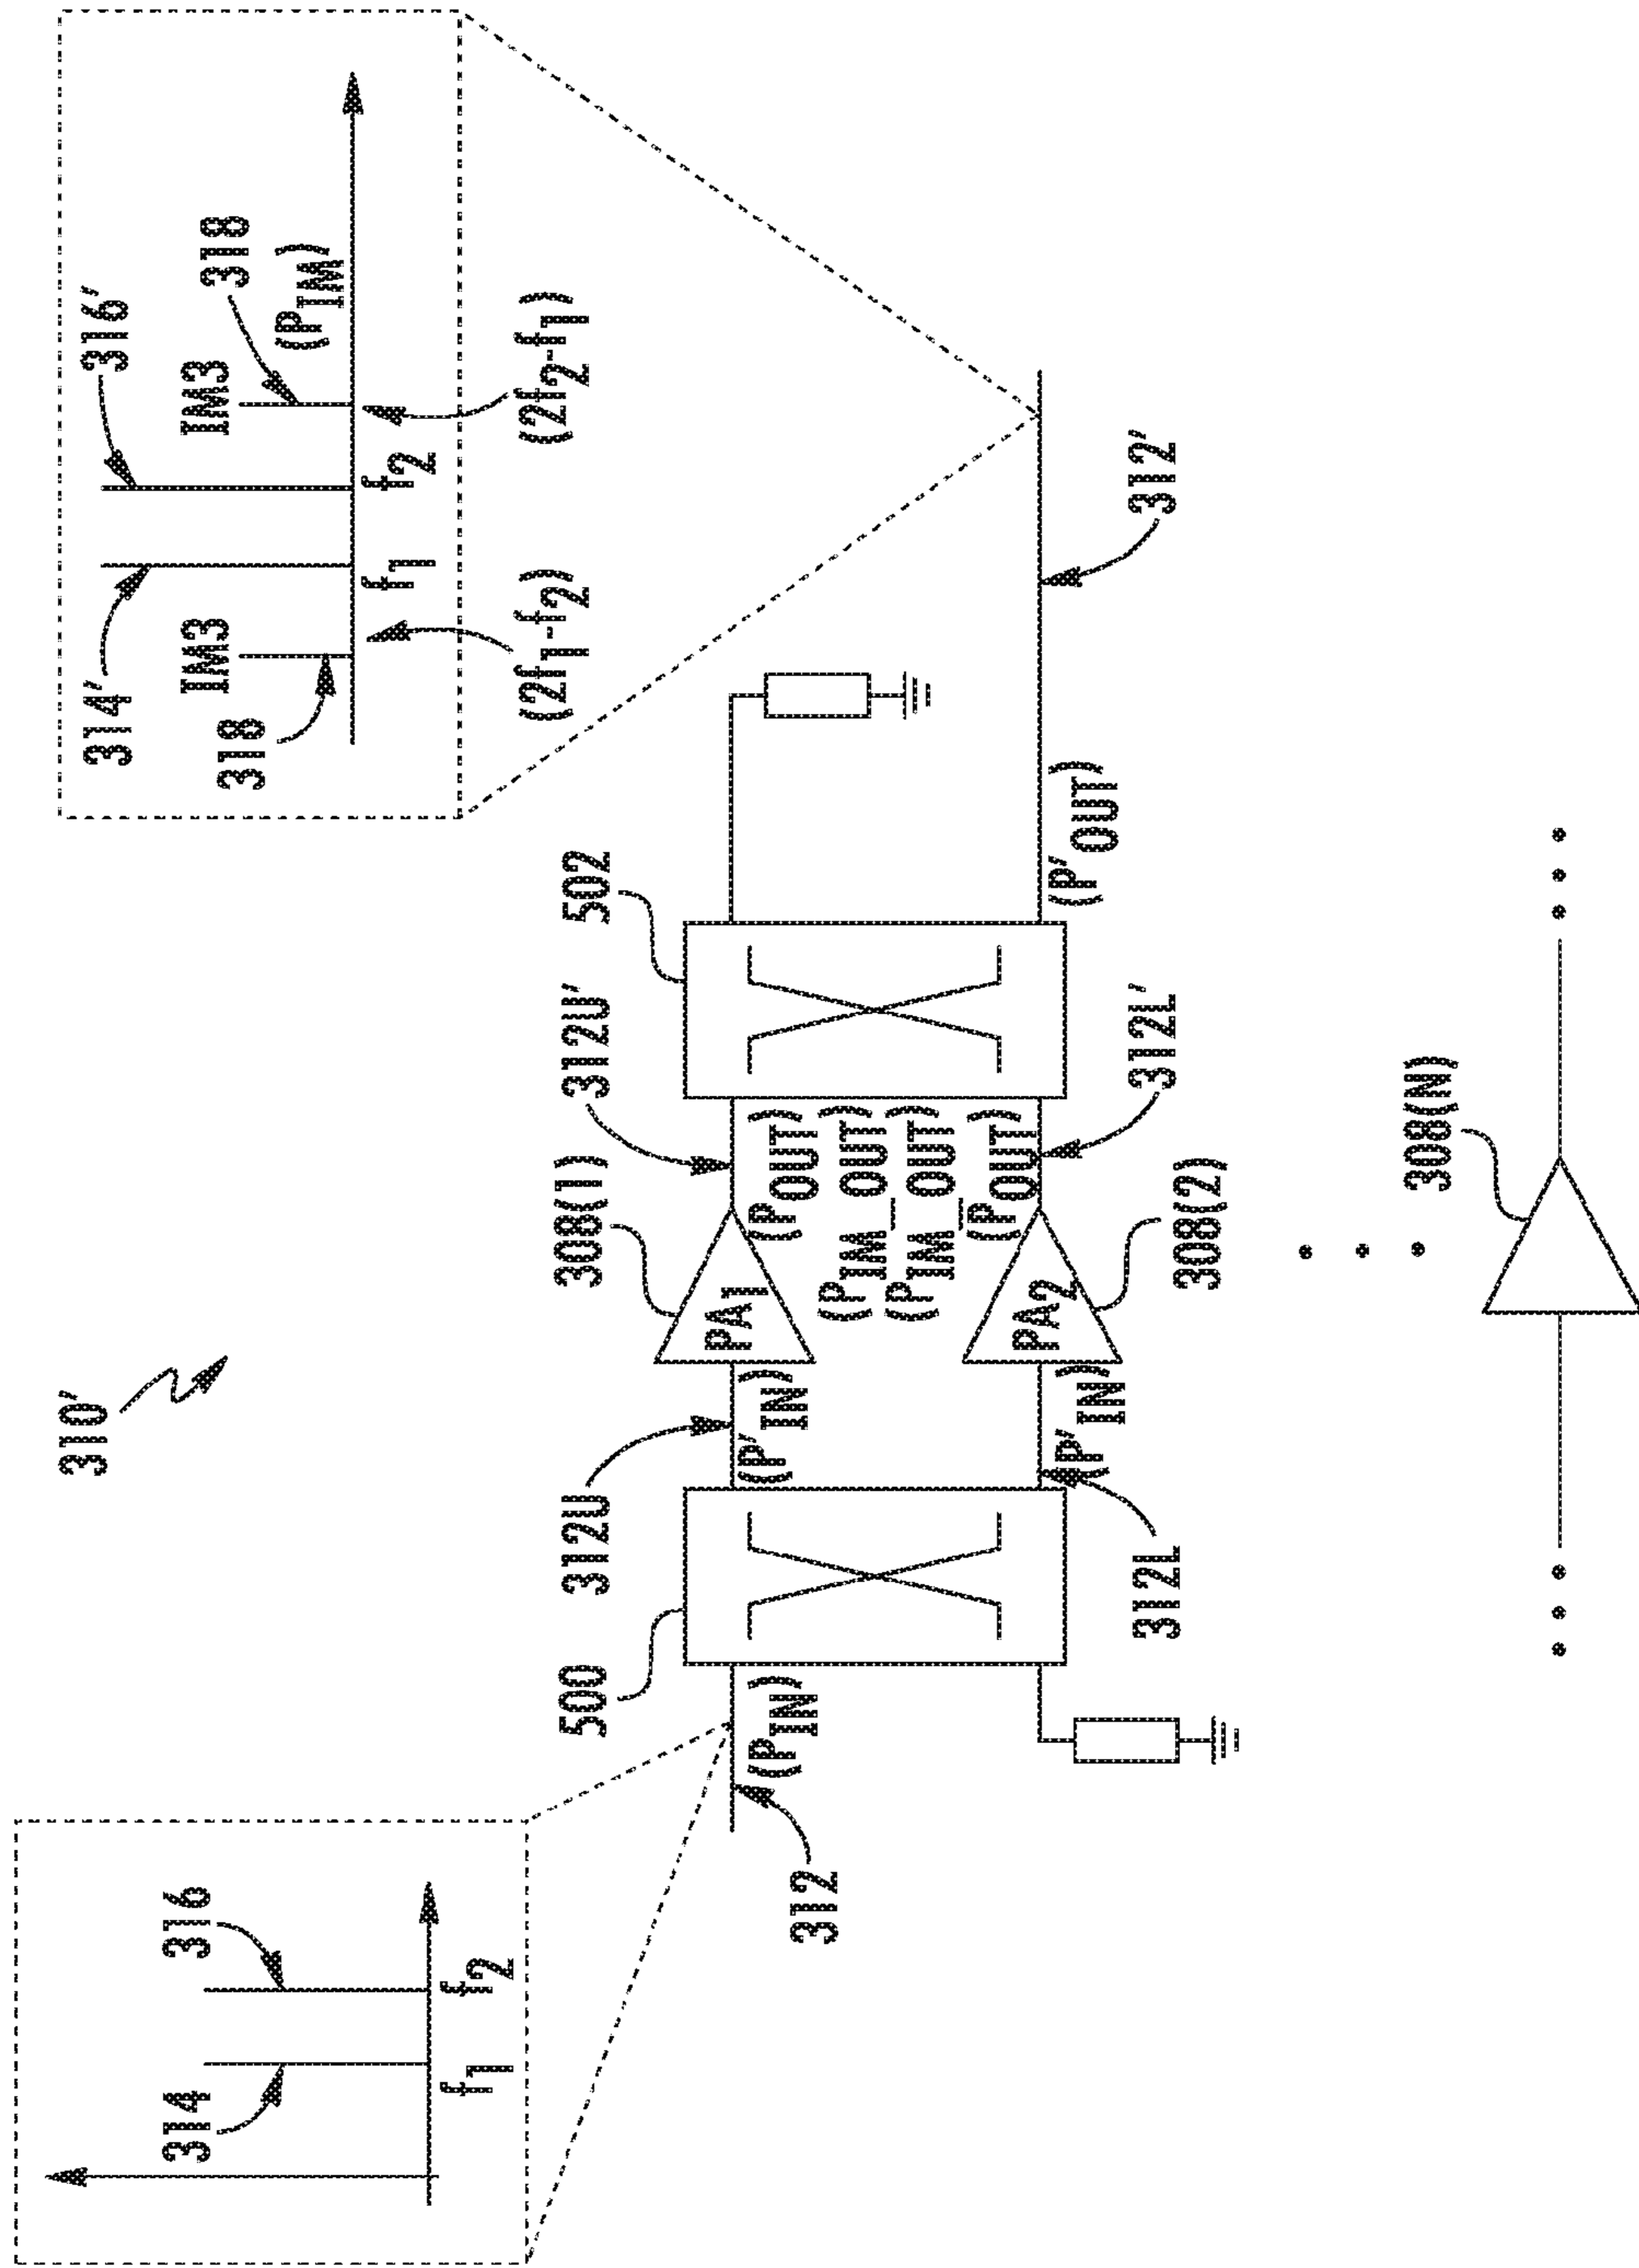 310'
314
316
f1
f2
314'
316'
IM3
IM3
318
318
(PIM)
f1
f2
(2f1-f2)
(2f2-f1)
312
(PIN)
500
312U
(P'IN)
308(1)
PA1
312U'
(POUT)
(PIM_OUT)
(PIM_OUT)
(POUT)
502
312L
(P'IN)
PA2
308(2)
312L'
(P'OUT)
312'
308(N)